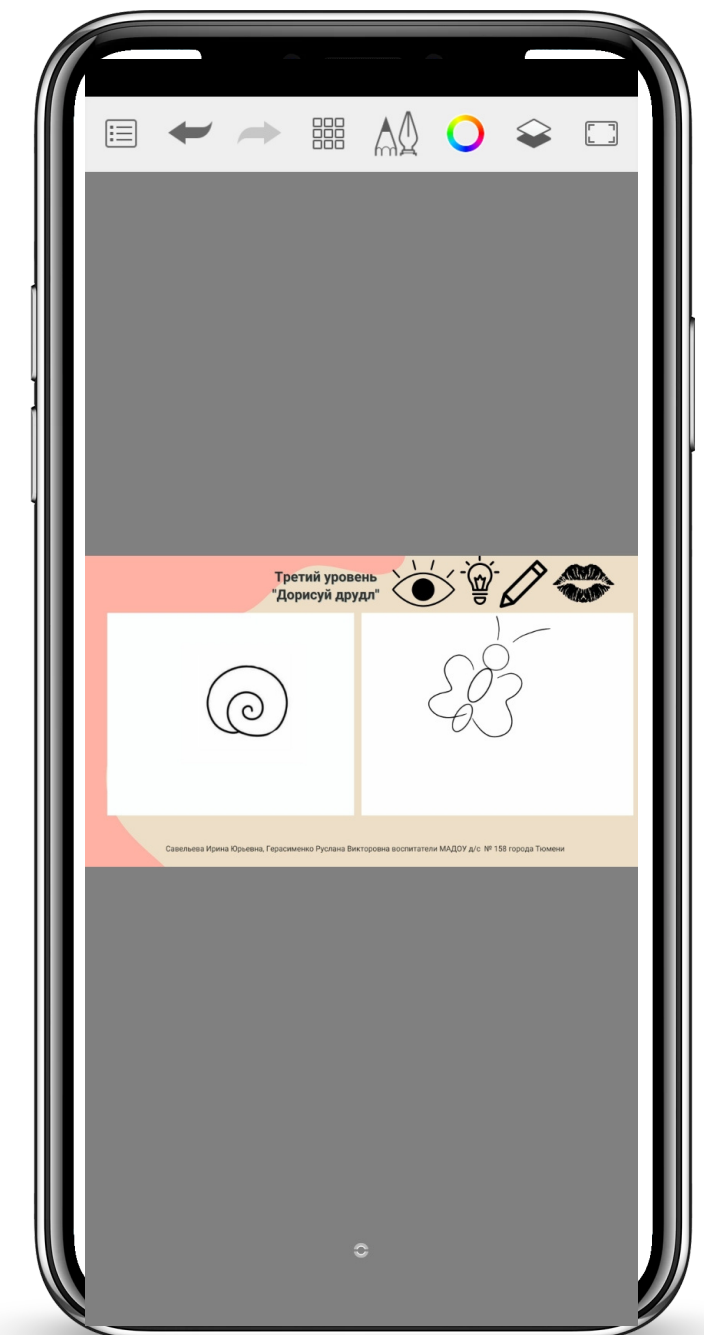 Третий уровень
"Дорисуй друдл"
Савельева Ирина Юрьевна, Герасименко Руслана Викторовна воспитатели МАДОУ д/с № 158 города Тюмени